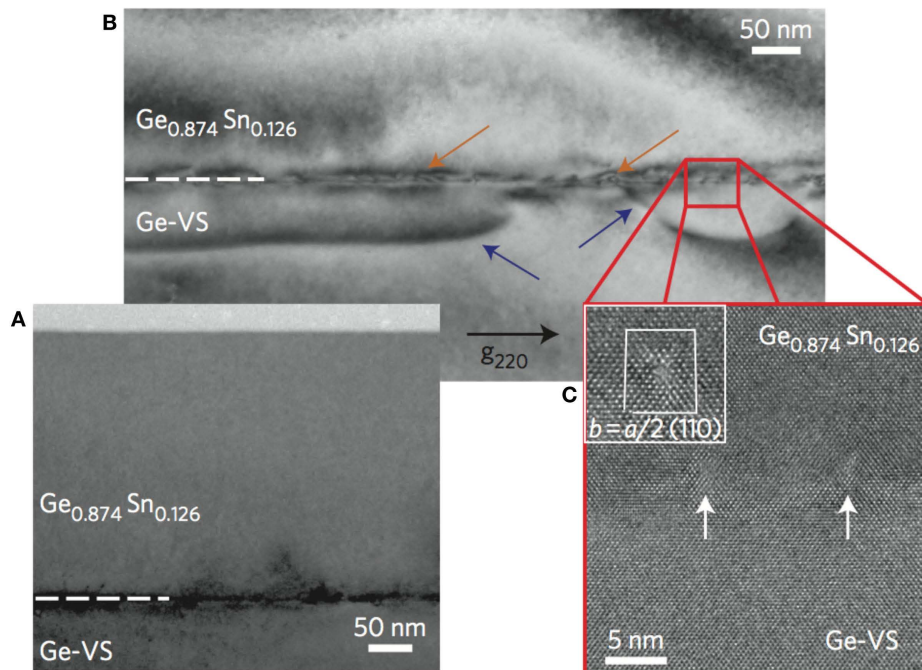 B
50 nm
Ge0.874 Sn0.126
Ge-VS
A
g220
Ge0.874 Sn0.126
C
b = a/2 (110)
Ge0.874 Sn0.126
50 nm
Ge-VS
5 nm
Ge-VS